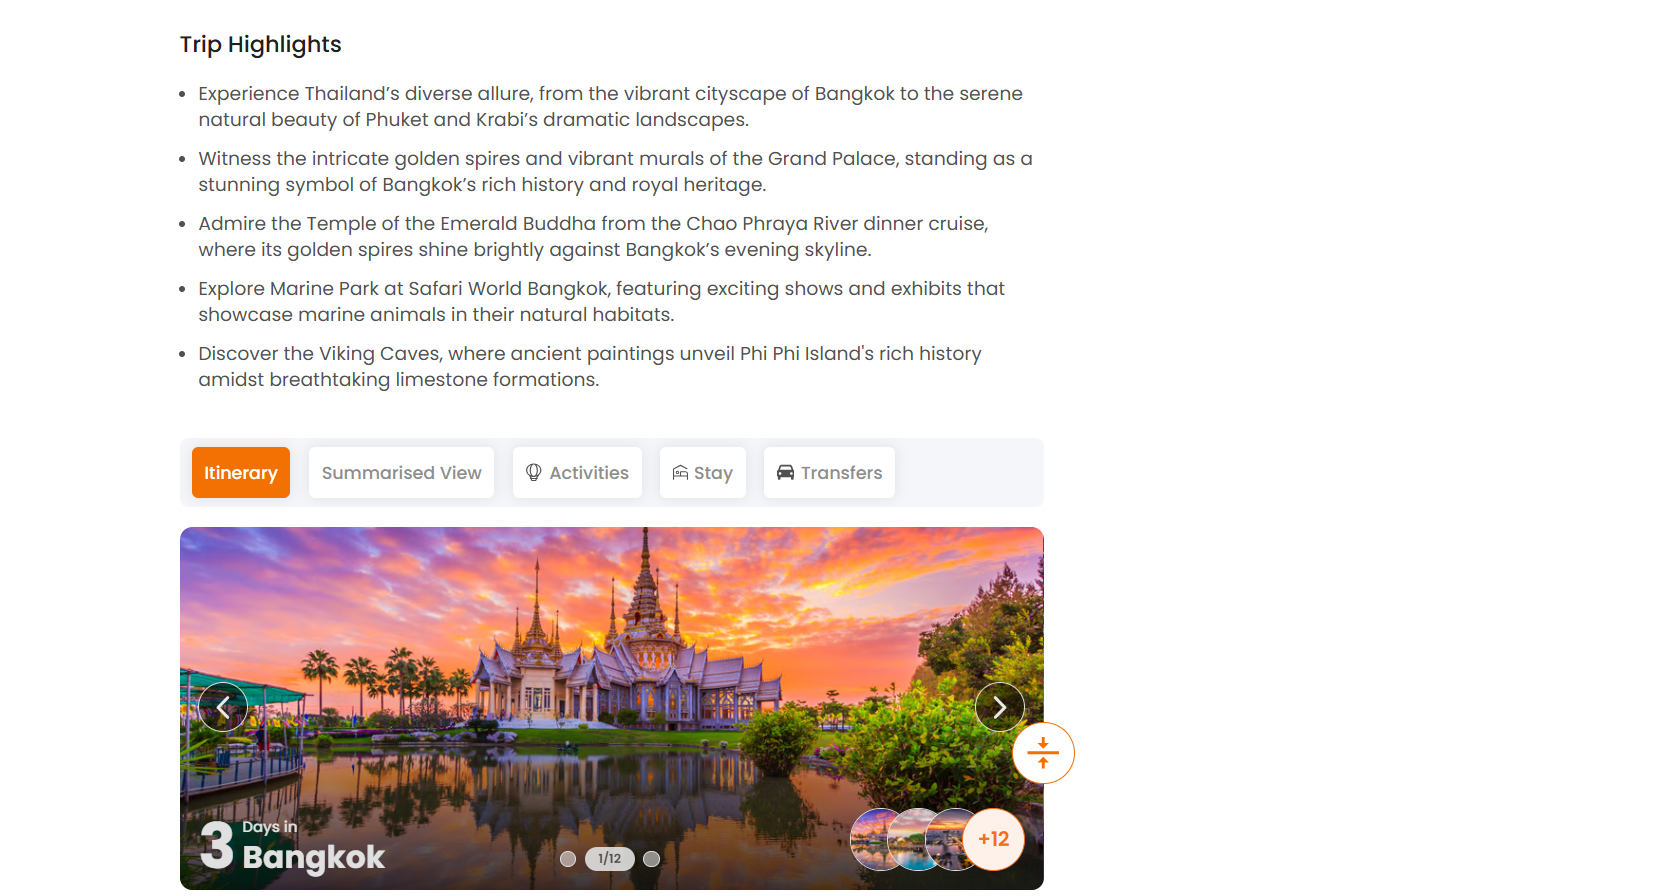 Trip Highlights
Experience Thailand’s diverse allure, from the vibrant cityscape of Bangkok to the serene
natural beauty of Phuket and Krabi’s dramatic landscapes.
Witness the intricate golden spires and vibrant murals of the Grand Palace, standing as a
stunning symbol of Bangkok’s rich history and royal heritage.
Admire the Temple of the Emerald Buddha from the Chao Phraya River dinner cruise,
where its golden spires shine brightly against Bangkok’s evening skyline.
Explore Marine Park at Safari World Bangkok, featuring exciting shows and exhibits that
showcase marine animals in their natural habitats.
Discover the Viking Caves, where ancient paintings unveil Phi Phi Island's rich history
amidst breathtaking limestone formations.
Itinerary Summarised View Activities Stay Transfers
3 Days in
Bangkok
1/12
+12